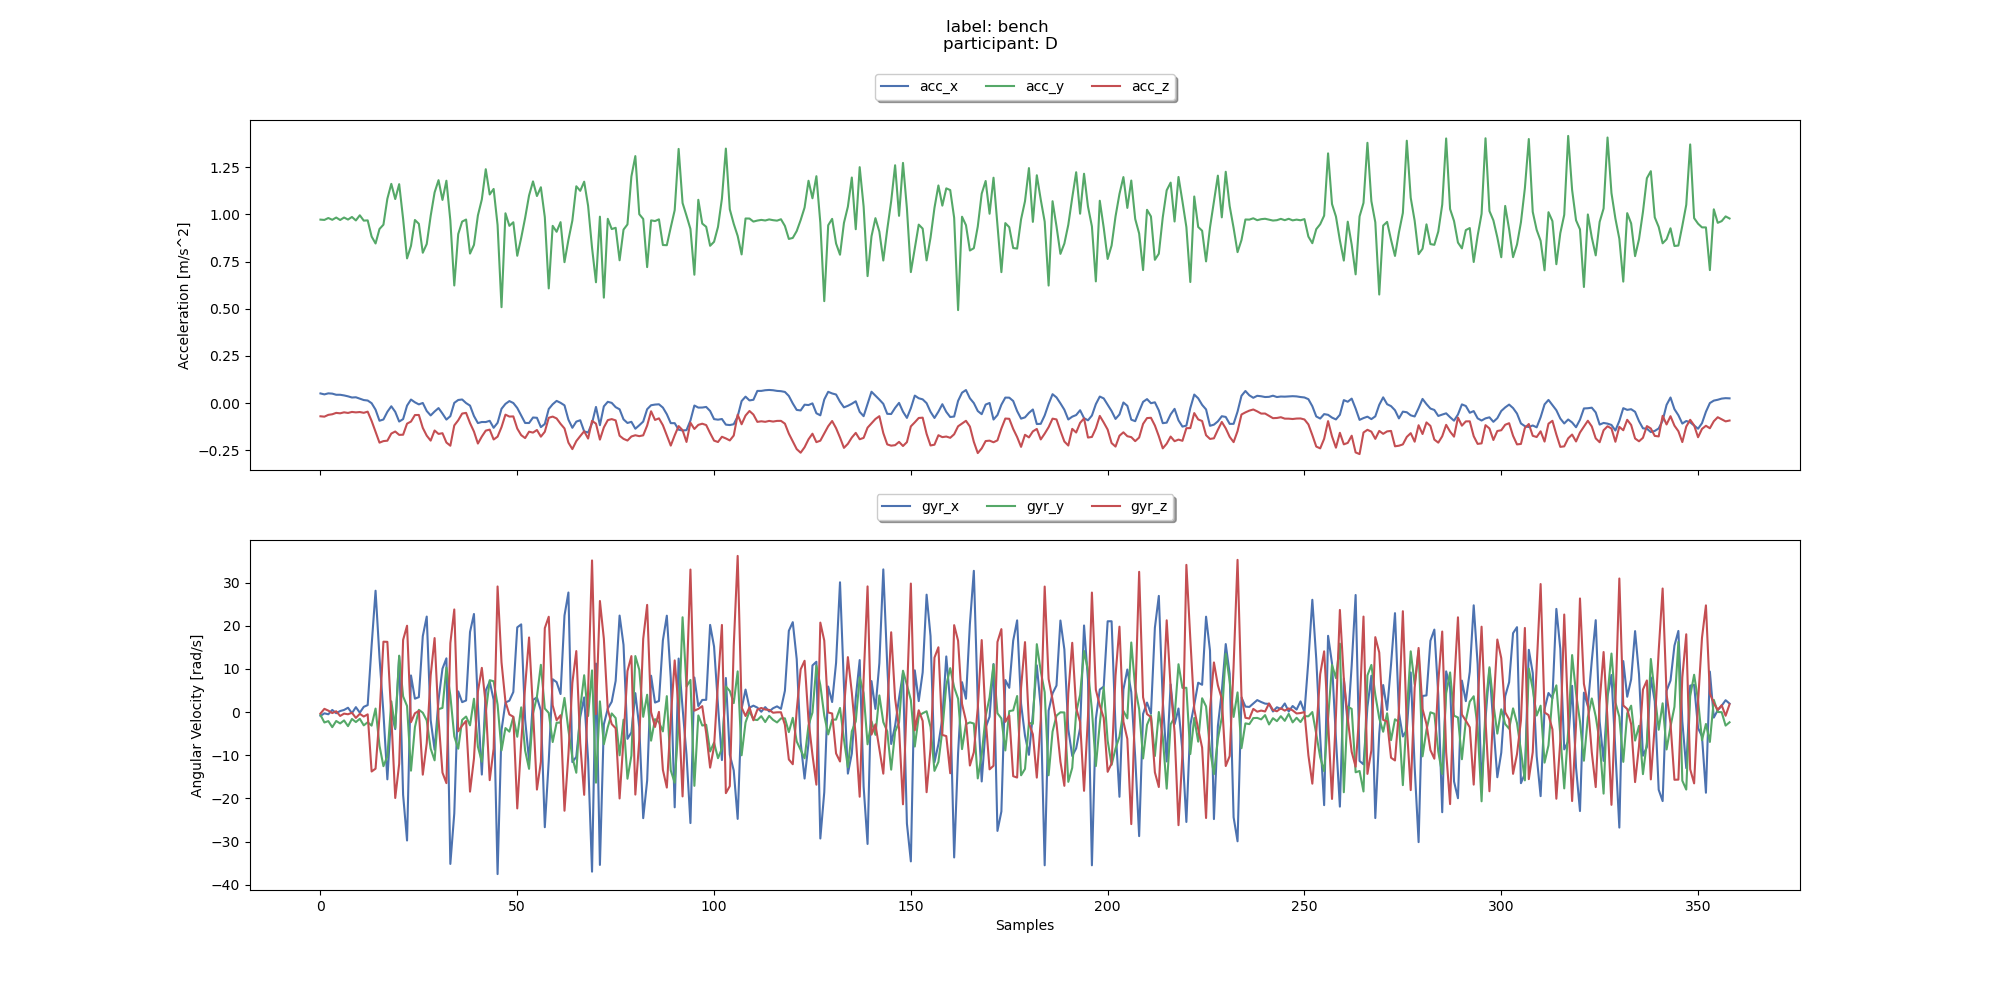 label: bench
participant: D
acc_x acc_y acc_z
1.25
1.00
0.75
0.50
0.25
0.00
−0.25
Acceleration [m/s^2]
gyr_x gyr_y gyr_z
30
20
10
0
−10
−20
−30
−40
Angular Velocity [rad/s]
0 50 100 150 200 250 300 350
Samples